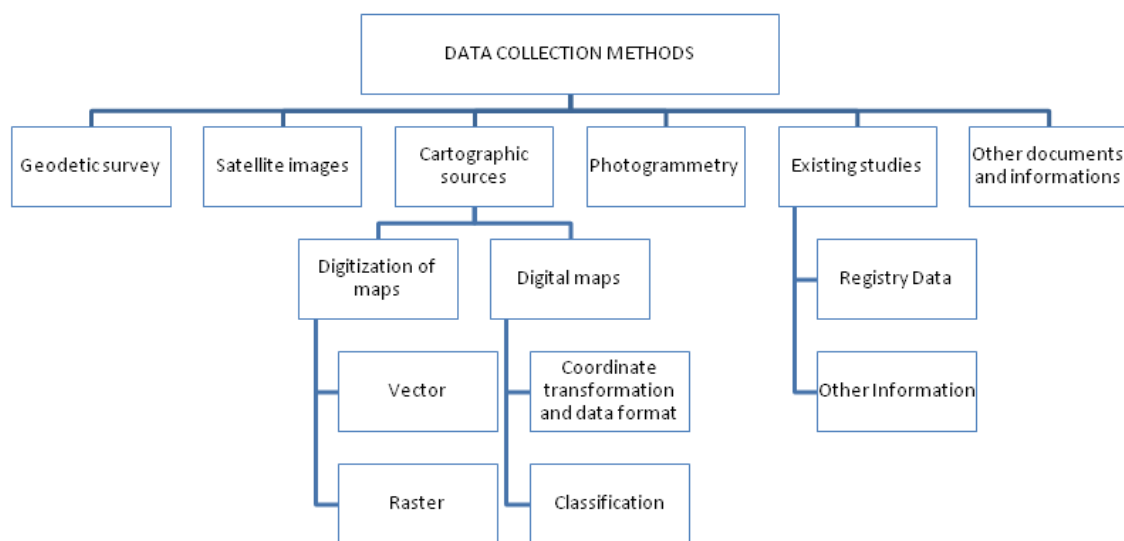 DATA COLLECTION METHODS
Geodetic survey
Satellite images
Cartographic
sources
Photogrammetry
Existing studies
Other documents
and informations
Digitization of
maps
Digital maps
Registry Data
Vector
Coordinate
transformation
and data format
Other Information
Raster
Classification